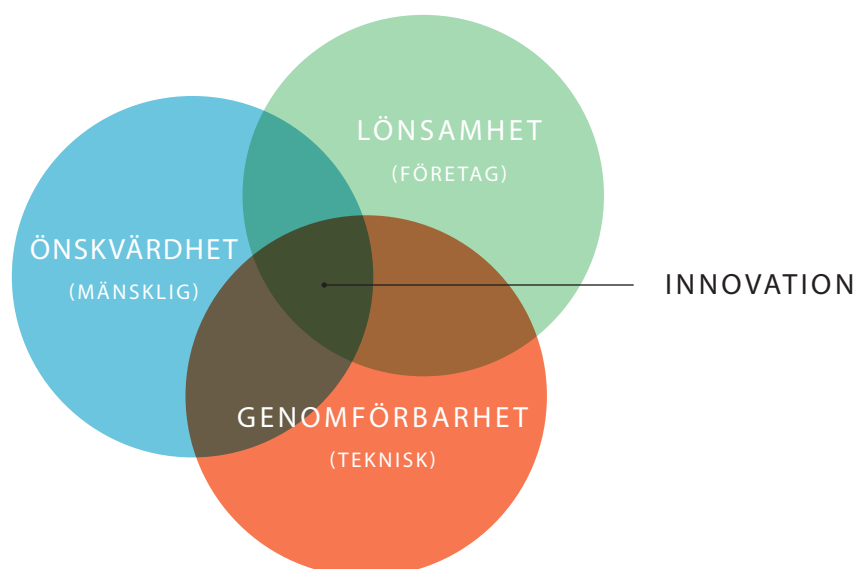 LÖNSAMHET
(FÖRETAG)
ÖNSKVÄRDHET
(MÄNSKLIG)
INNOVATION
GENOMFÖRBARHET
(TEKNISK)